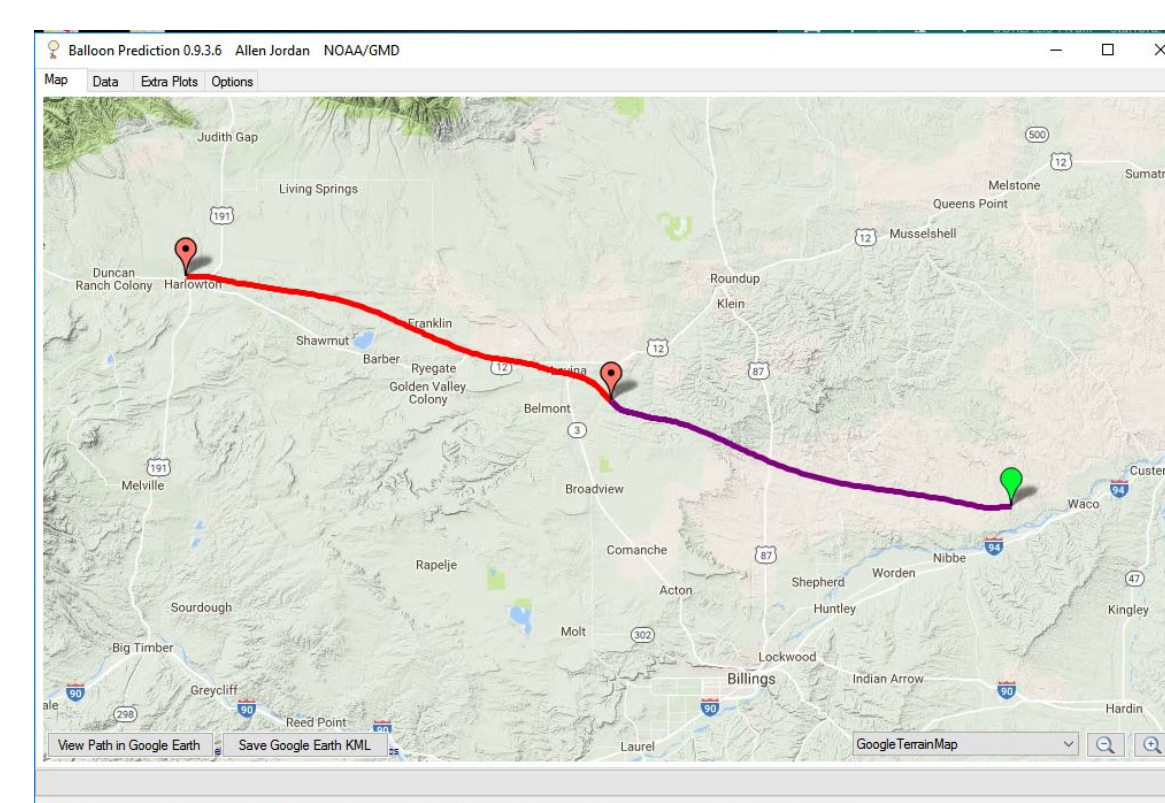 Balloon Prediction 0.9.3.6 Allen Jordan NOAA/GMD
Map Data Extra Plots Options
Judith Gap
500
12
Living Springs
Melstone
Sumatr
191
Queens Point
12
Musselshell
Duncan
Ranch Colony
Harlowton
Roundup
Klein
Franklin
Shawmut
Barber
12
Ryegate
12
Lavina
87
Golden Valley
Colony
Belmont
3
191
Melville
Custer
Broadview
94
Waco
Comanche
87
94
Nibbe
Rapelje
Worden
Shepherd
47
Acton
Sourdough
Huntley
Kingley
Molt
302
Big Timber
Lockwood
Billings
Indian Arrow
90
Greycliff
90
ale
298
90
90
Hardin
Reed Point
90
View Path in Google Earth
Save Google Earth KML
Laurel
GoogleTerrainMap